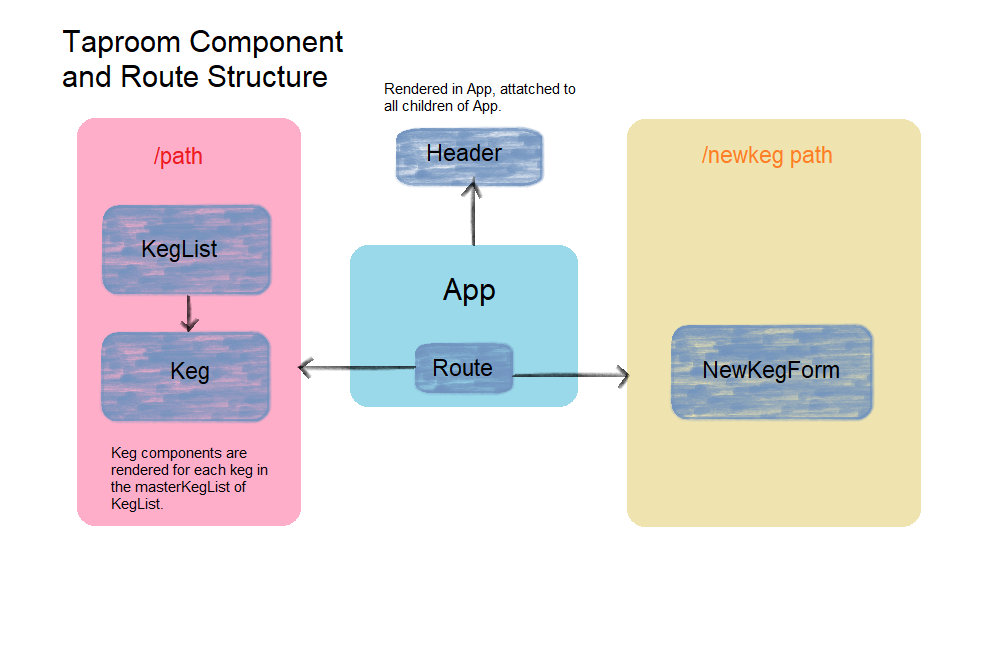 Taproom Component
and Route Structure
Rendered in App, attatched to
all children of App.
Header
/path
KegList
Keg
Keg components are
rendered for each keg in
the masterKegList of
KegList.
App
Route
/newkeg path
NewKegForm